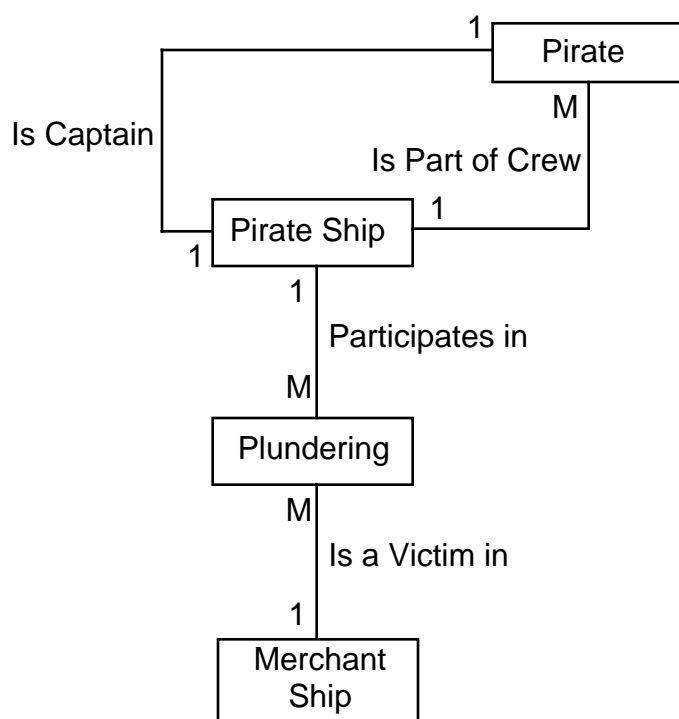 1
Pirate
M
Is Captain
Is Part of Crew
1
Pirate Ship
1
1
Participates in
M
Plundering
M
Is a Victim in
1
Merchant
Ship